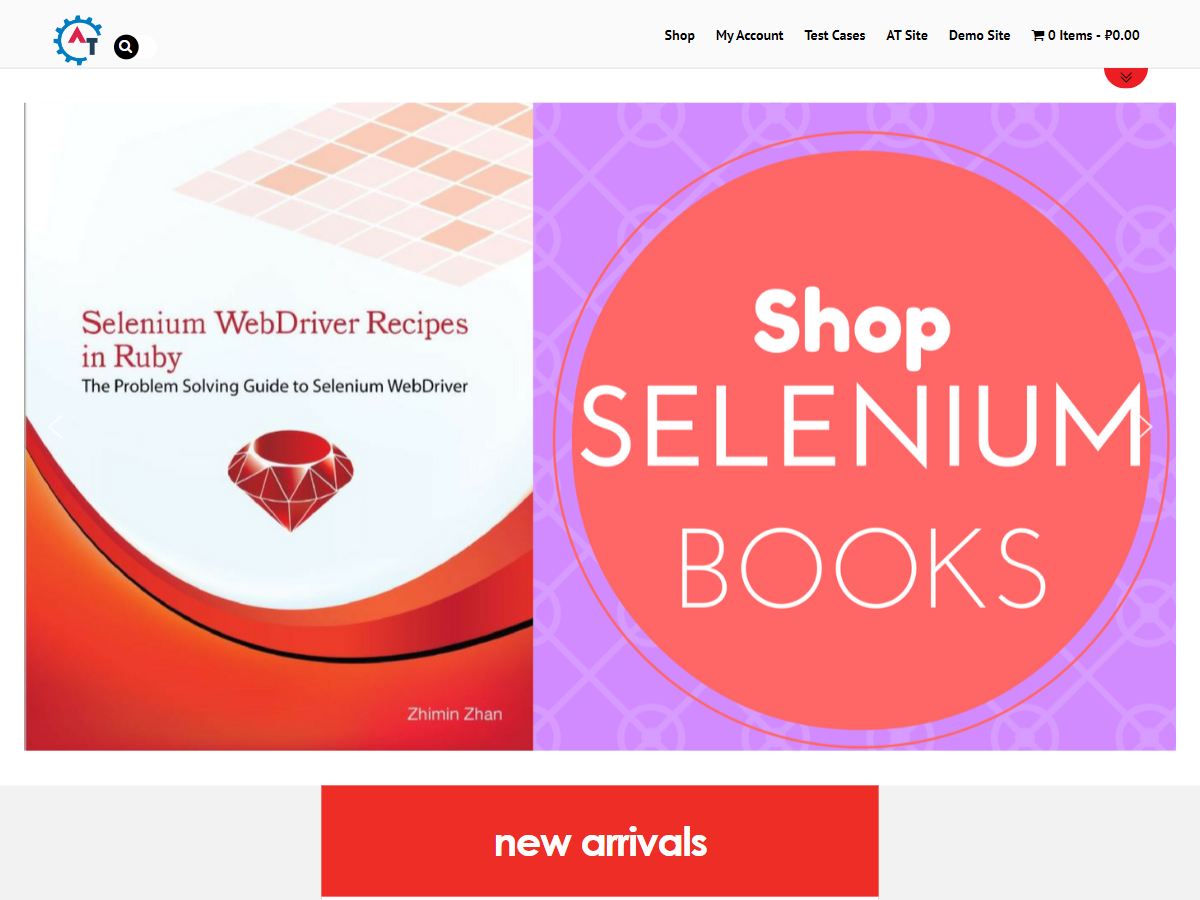 AT
Shop
My Account
Test Cases
AT Site
Demo Site
0 Items - ₽0.00
Selenium WebDriver Recipes
in Ruby
The Problem Solving Guide to Selenium WebDriver
Zhimin Zhan
Shop
SELENIUM
BOOKS
new arrivals